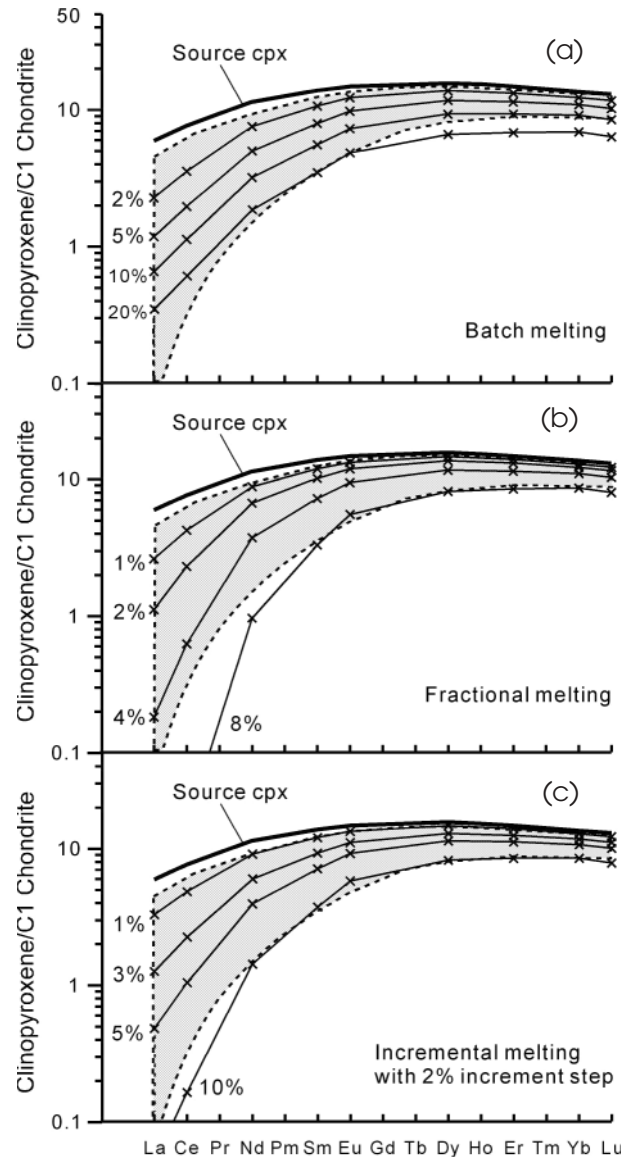 50
(a)
Source cpx
10
Clinopyroxene/C1 Chondrite
2%
5%
1
10%
20%
Batch melting
0.1
(b)
Source cpx
10
Clinopyroxene/C1 Chondrite
1%
2%
1
4%
8%
Fractional melting
0.1
(c)
Source cpx
10
Clinopyroxene/C1 Chondrite
1%
3%
1
5%
10%
Incremental melting
with 2% increment step
0.1
La Ce Pr Nd Pm Sm Eu Gd Tb Dy Ho Er Tm Yb Lu